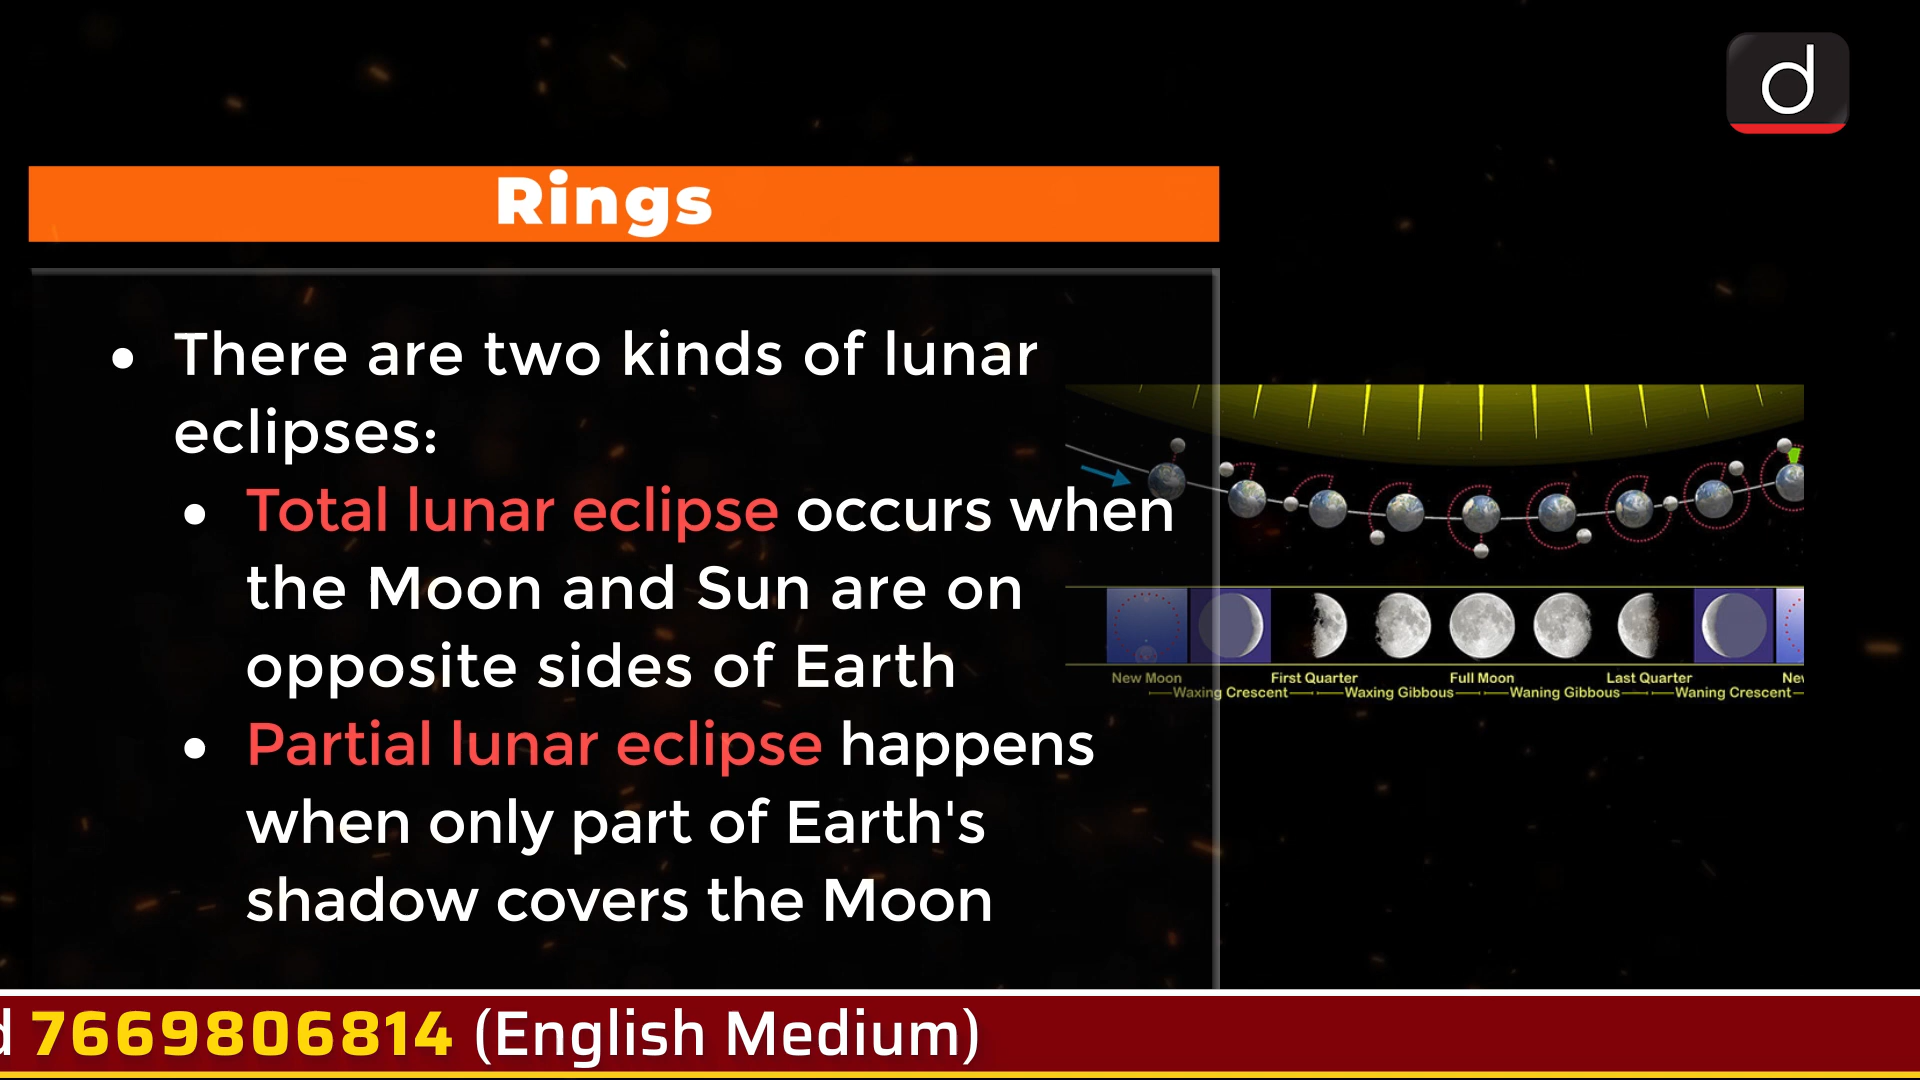 d
Rings
• There are two kinds of lunar
eclipses:
• Total lunar eclipse occurs when
the Moon and Sun are on
opposite sides of Earth
• Partial lunar eclipse happens
when only part of Earth's
shadow covers the Moon
New Moon First Quarter Full Moon Last Quarter New
Waxing Crescent Waxing Gibbous Waning Gibbous Waning Crescent
d 7669806814 (English Medium)